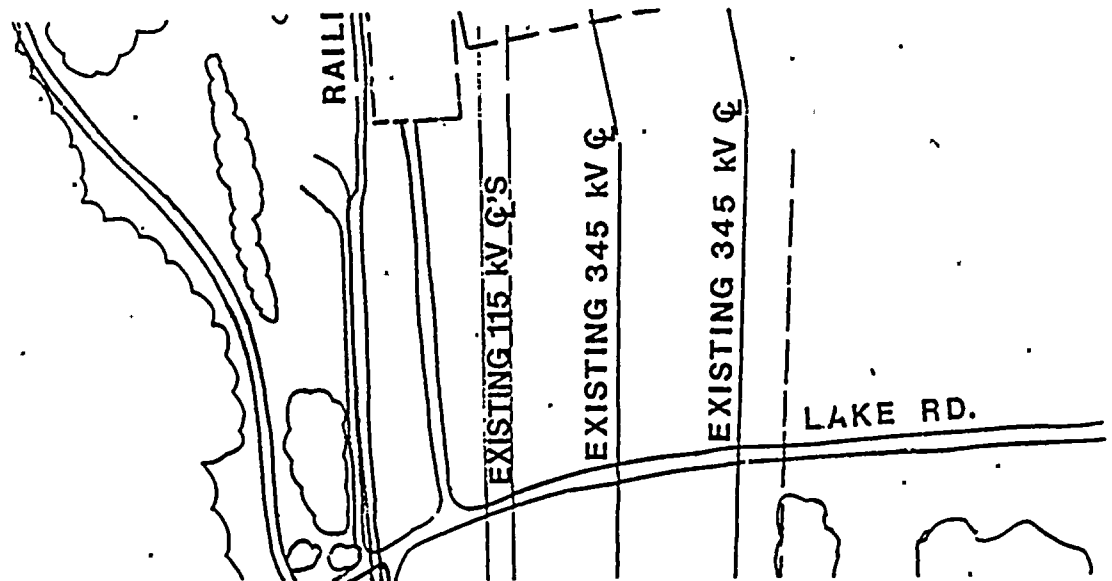 RAILI
EXISTING 115 kV ℄'S
EXISTING 345 kV ℄
EXISTING 345 kV ℄
LAKE RD.